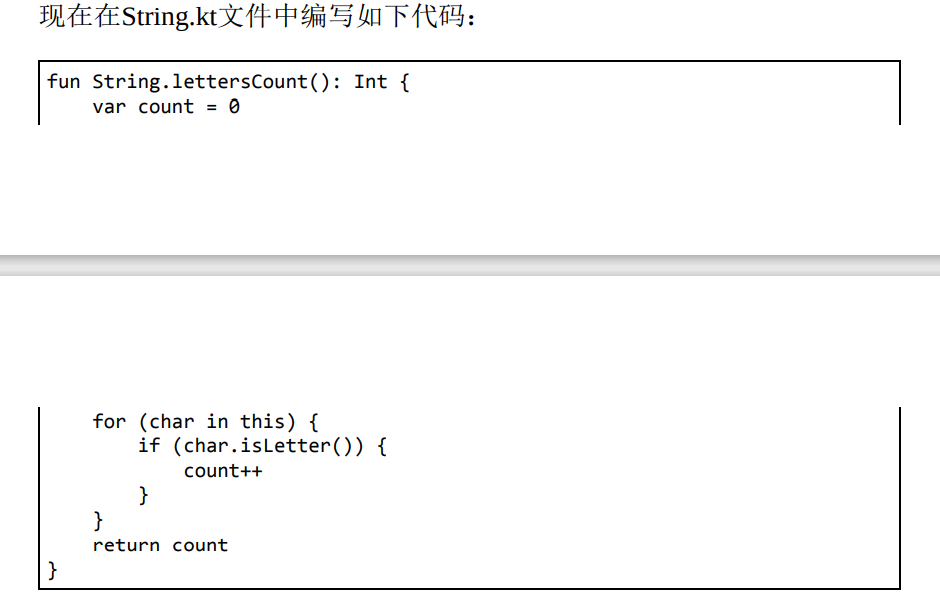 现在在String.kt文件中编写如下代码：
fun String.lettersCount(): Int {
    var count = 0
    for (char in this) {
        if (char.isLetter()) {
            count++
        }
    }
    return count
}